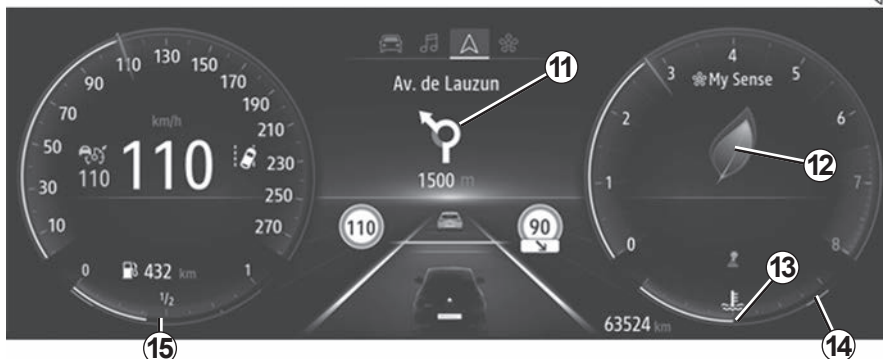 11
Av. de Lauzun
1500 m
110 90
km/h
110 110
10 30 50 70 90 110 130 150 170 190 210 230 250 270
432 km
0 1/2 1
My Sense
0 1 2 3 4 5 6 7 8
12
13
63524 km
14
15